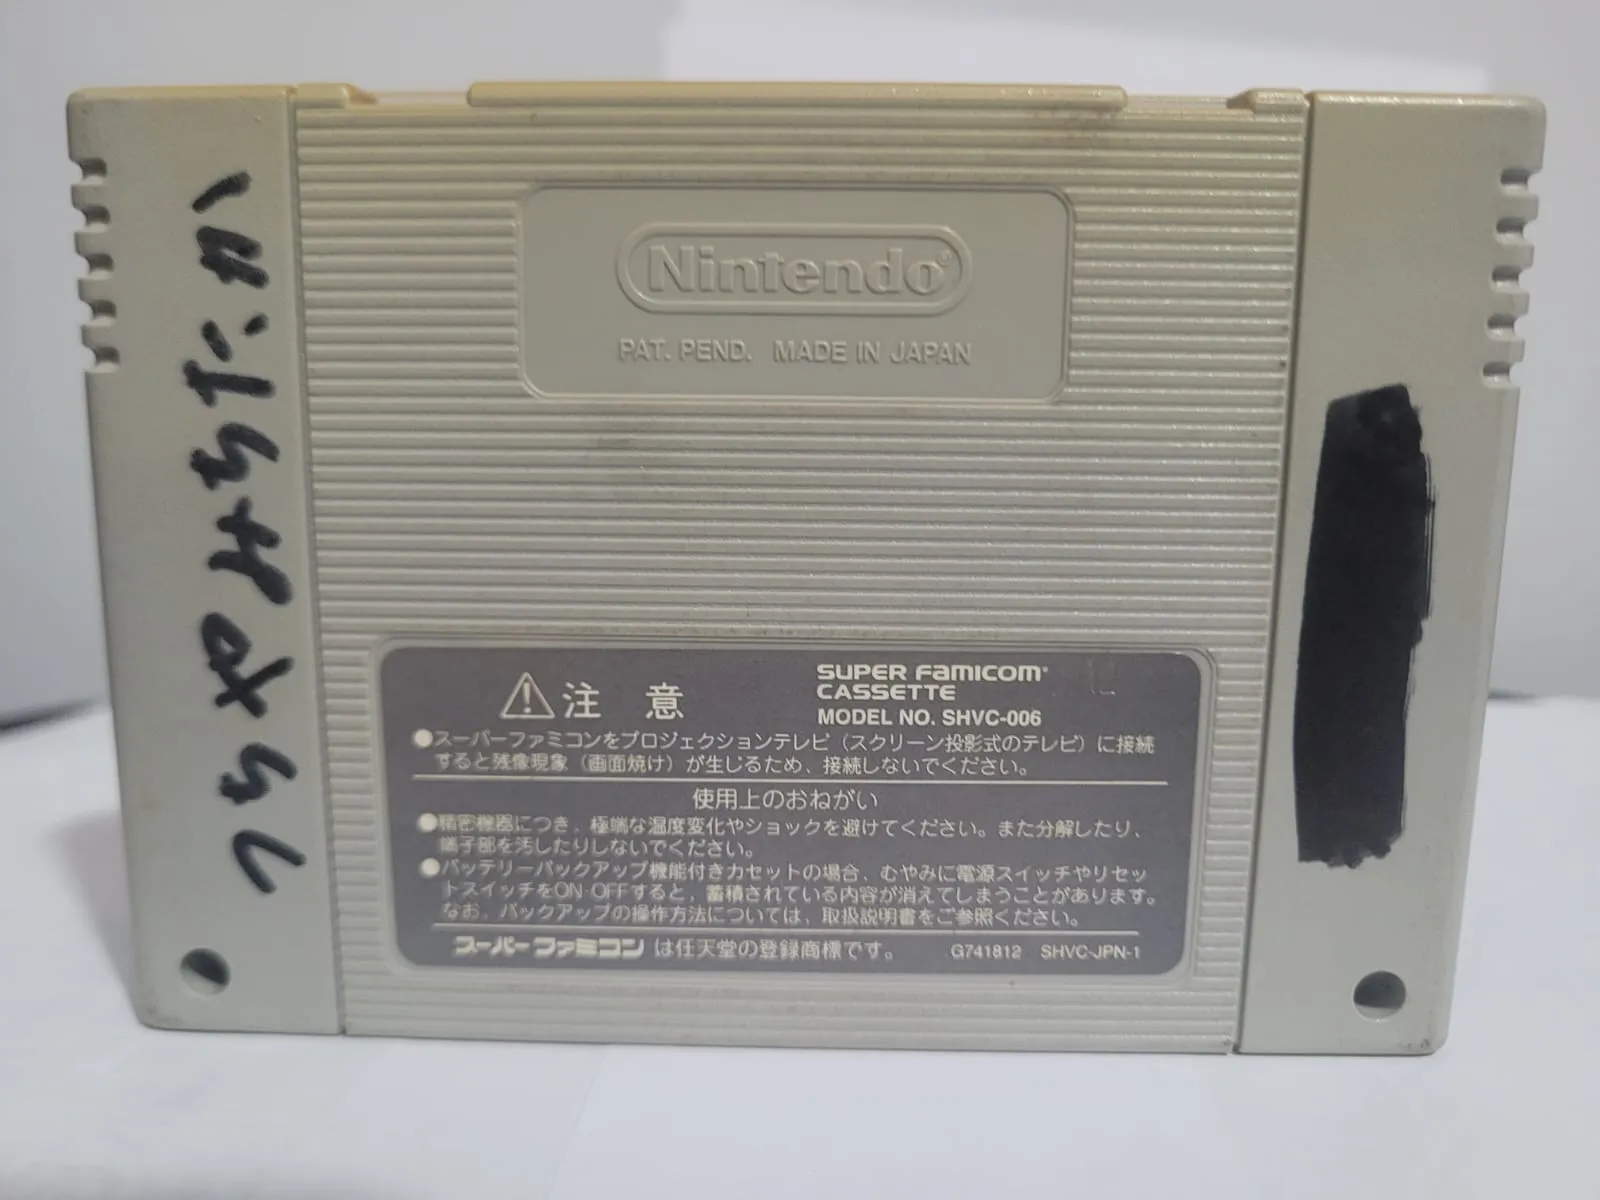 Nintendo®
PAT. PEND. MADE IN JAPAN
⚠注 意
SUPER FAMICOM®
CASSETTE
MODEL NO. SHVC-006
●スーパーファミコンをプロジェクションテレビ（スクリーン投影式のテレビ）に接続
すると残像現象（画面焼け）が生じるため、接続しないでください。
使用上のおねがい
●精密機器につき、極端な温度変化やショックを避けてください。また分解したり、
端子部を汚したりしないでください。
●バッテリーバックアップ機能付きカセットの場合、むやみに電源スイッチやリセッ
トスイッチをON・OFFすると、蓄積されている内容が消えてしまうことがあります。
なお、バックアップの操作方法については、取扱説明書をご参照ください。
スーパーファミコン は任天堂の登録商標です。 G741812 SHVC-JPN-1